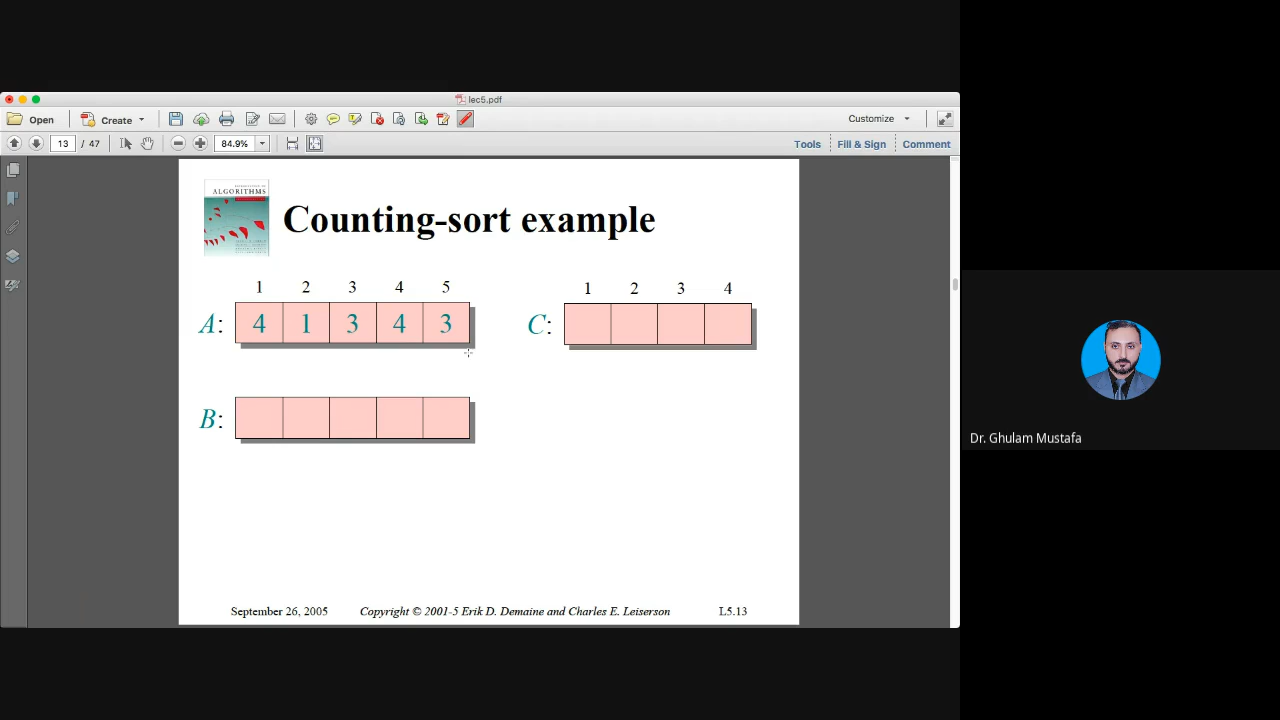 lec5.pdf
Open Create Customize
13 / 47 84.9% Tools Fill & Sign Comment
ALGORITHMS
Counting-sort example
1 2 3 4 5
A: 4 1 3 4 3
1 2 3 4
C:
B:
September 26, 2005 Copyright © 2001-5 Erik D. Demaine and Charles E. Leiserson L5.13
Dr. Ghulam Mustafa